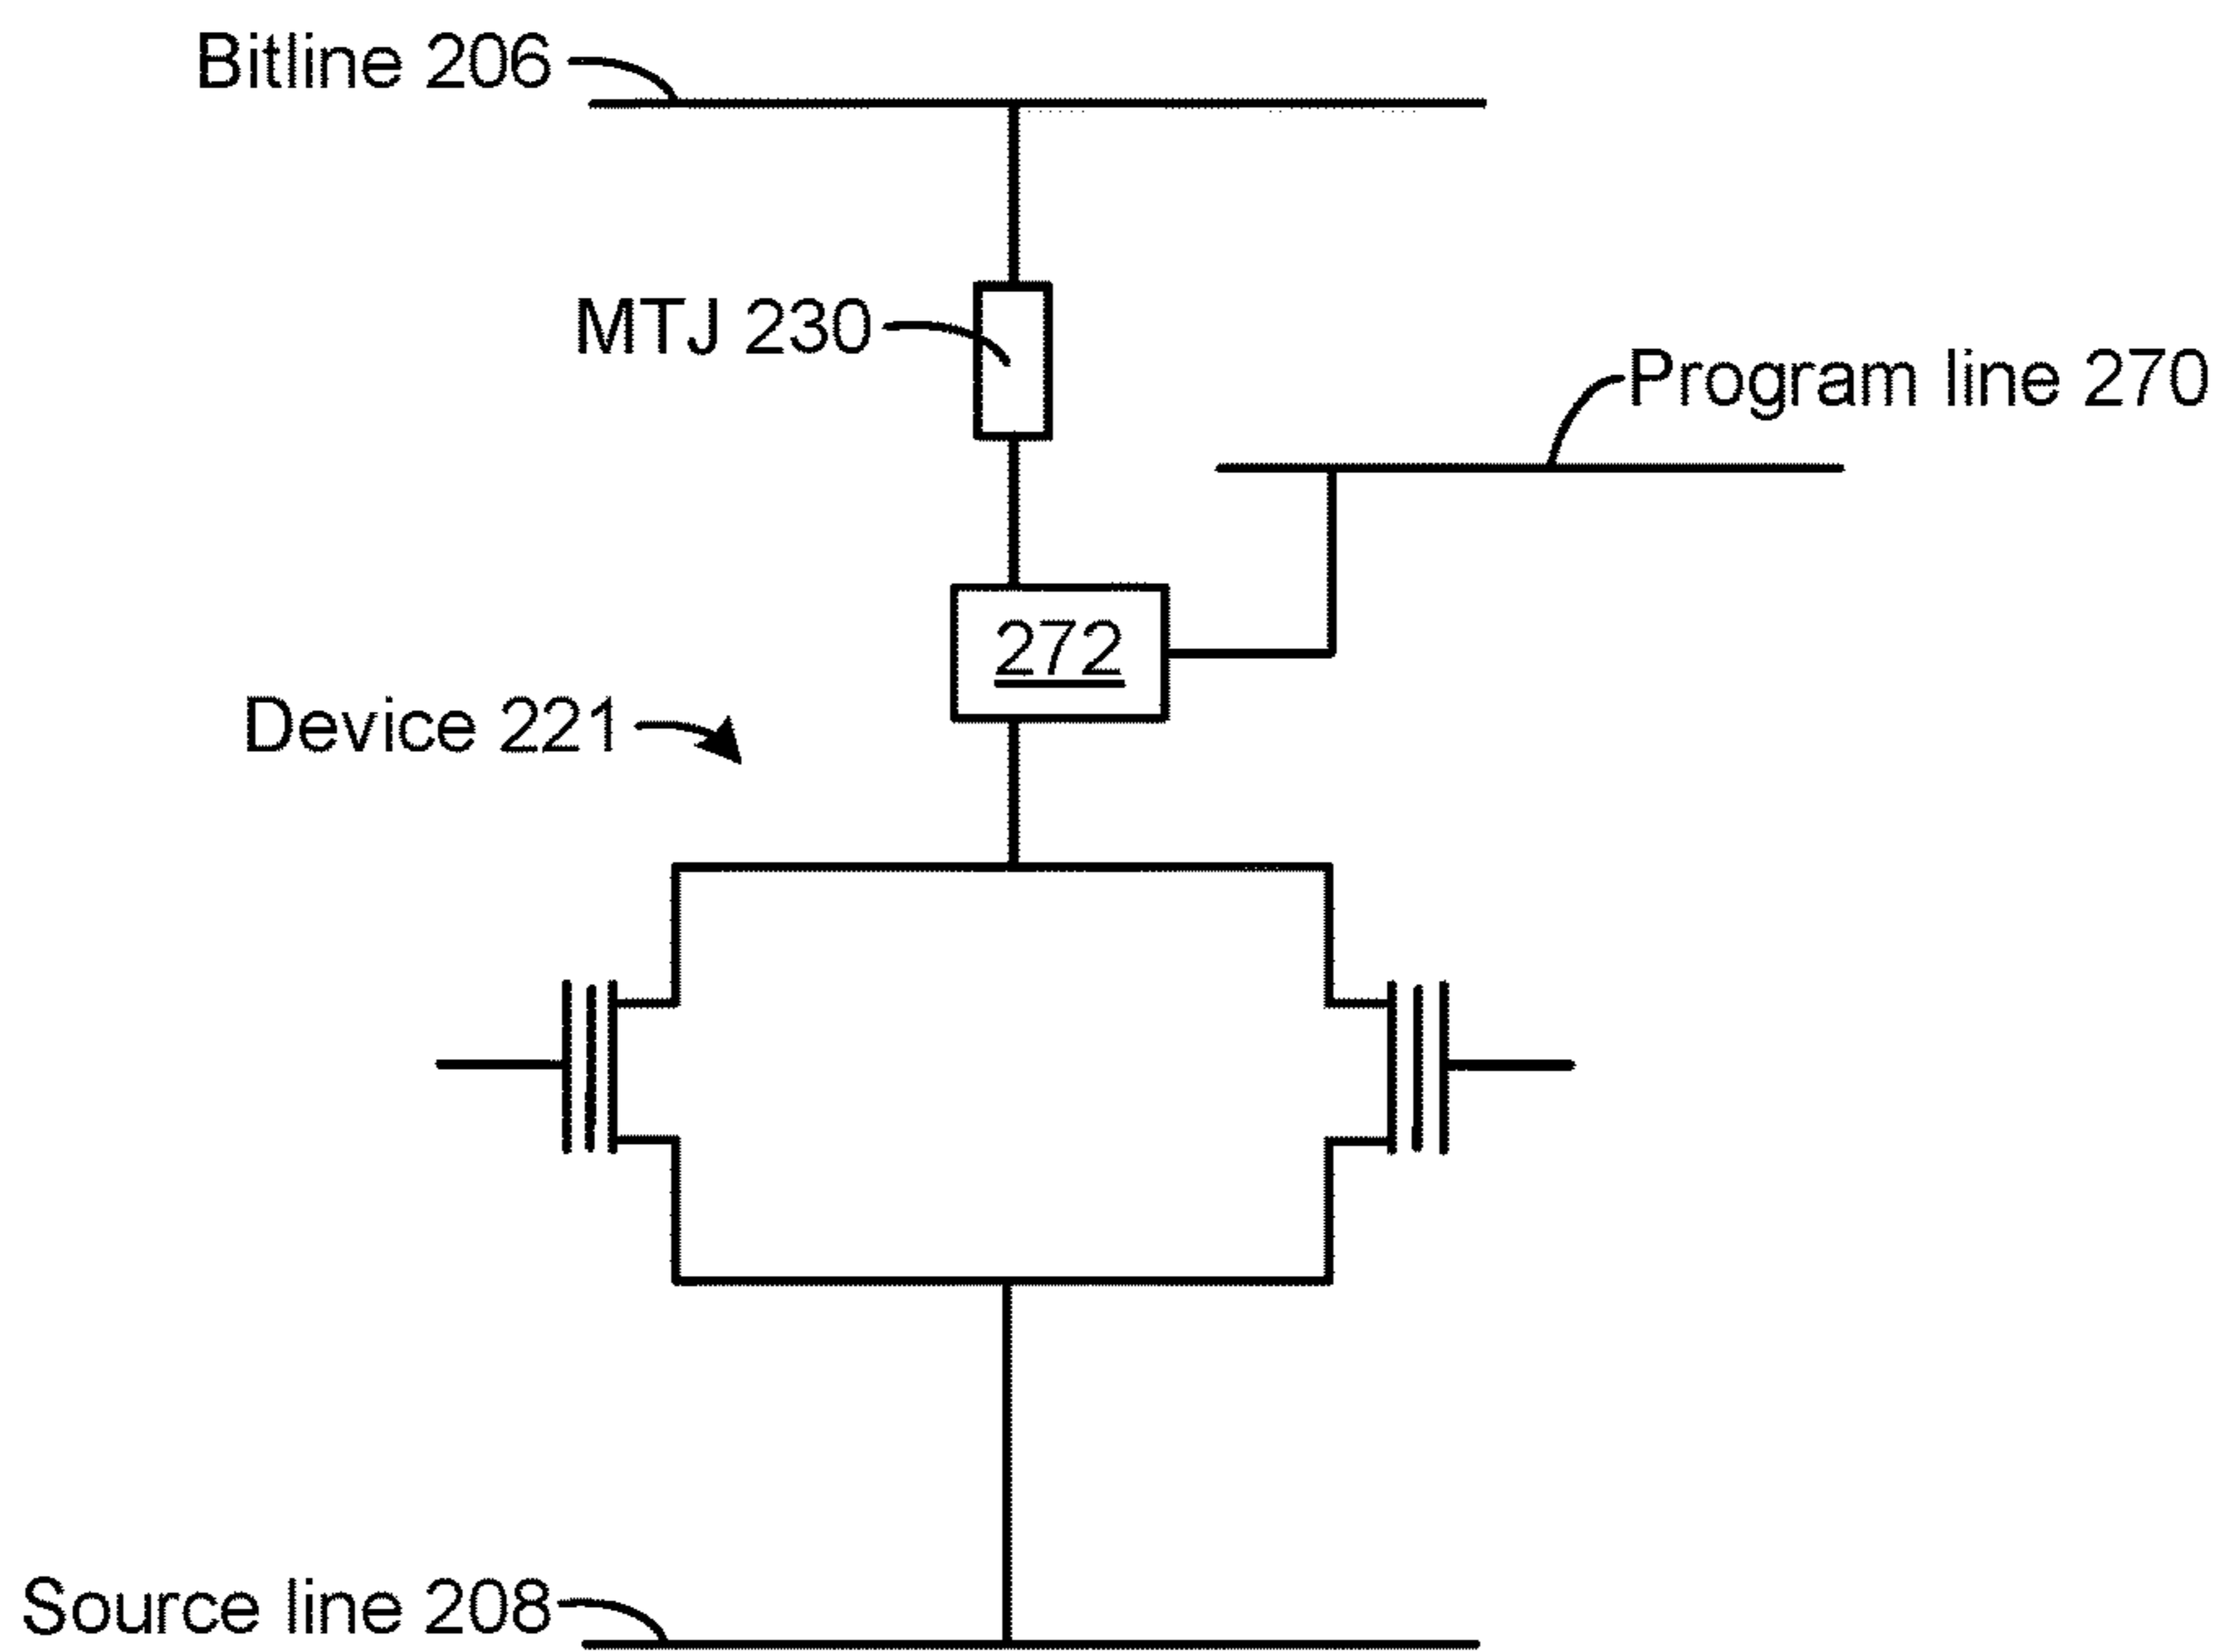 Bitline 206
MTJ 230
Program line 270
272
Device 221
Source line 208